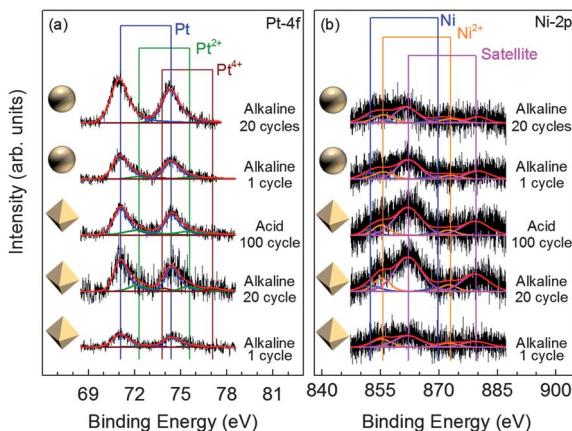 (a)
Pt-4f
Pt
Pt2+
Pt4+
Alkaline
20 cycles
Alkaline
1 cycle
Acid
100 cycle
Alkaline
20 cycle
Alkaline
1 cycle
69 72 75 78 81
Binding Energy (eV)
Intensity (arb. units)
(b)
Ni-2p
Ni
Ni2+
Satellite
Alkaline
20 cycles
Alkaline
1 cycle
Acid
100 cycle
Alkaline
20 cycle
Alkaline
1 cycle
840 855 870 885 900
Binding Energy (eV)